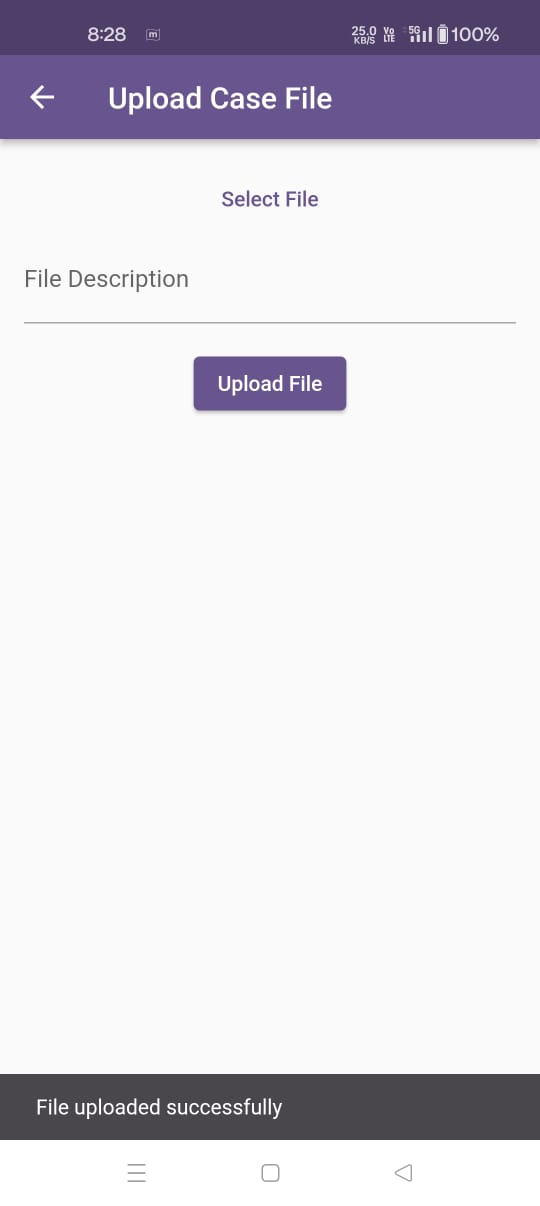 8:28 m 25.0 KB/S Vo LTE 5G 100%
Upload Case File
Select File
File Description
Upload File
File uploaded successfully